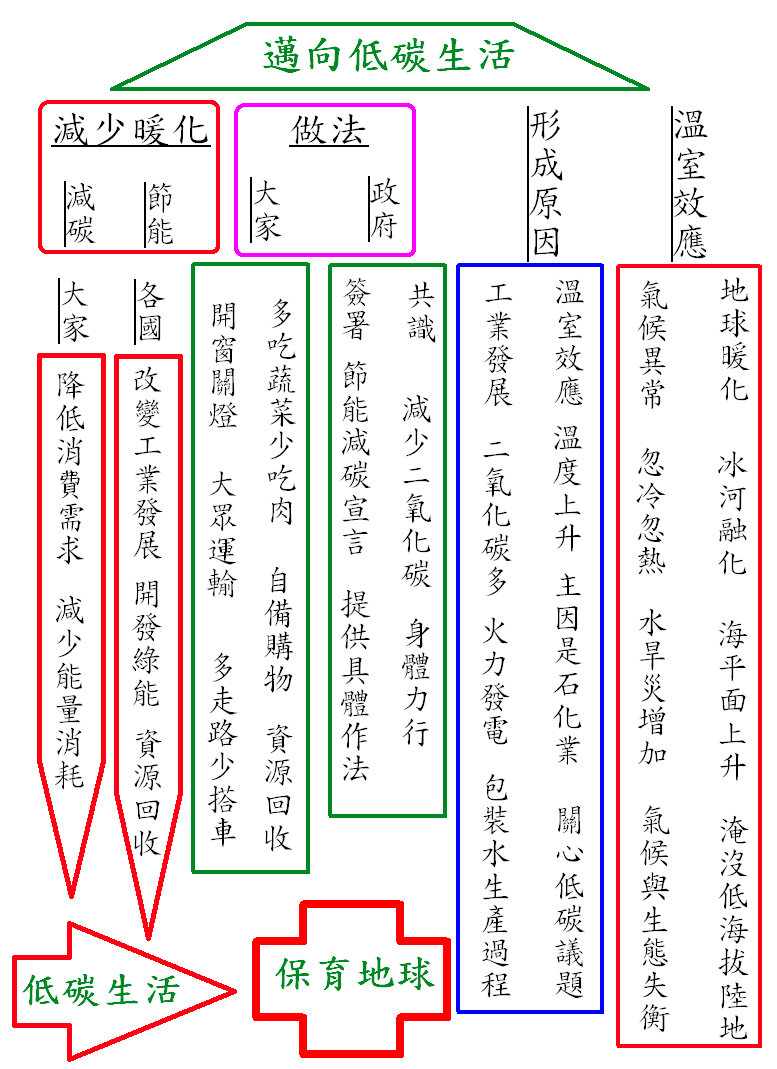 邁向低碳生活
溫室效應
地球暖化 冰河融化 海平面上升 淹沒低海拔陸地
氣候異常 忽冷忽熱 水旱災增加 氣候與生態失衡
形成原因
溫室效應 溫度上升 主因是石化業 關心低碳議題
工業發展 二氧化碳多 火力發電 包裝水生產過程
做法
政府
共識 減少二氧化碳 身體力行
簽署 節能減碳宣言 提供具體作法
大家
多吃蔬菜少吃肉 自備購物 資源回收
開窗關燈 大眾運輸 多走路少搭車
減少暖化
節能
減碳
各國
改變工業發展 開發綠能 資源回收
大家
降低消費需求 減少能量消耗
低碳生活
保育地球